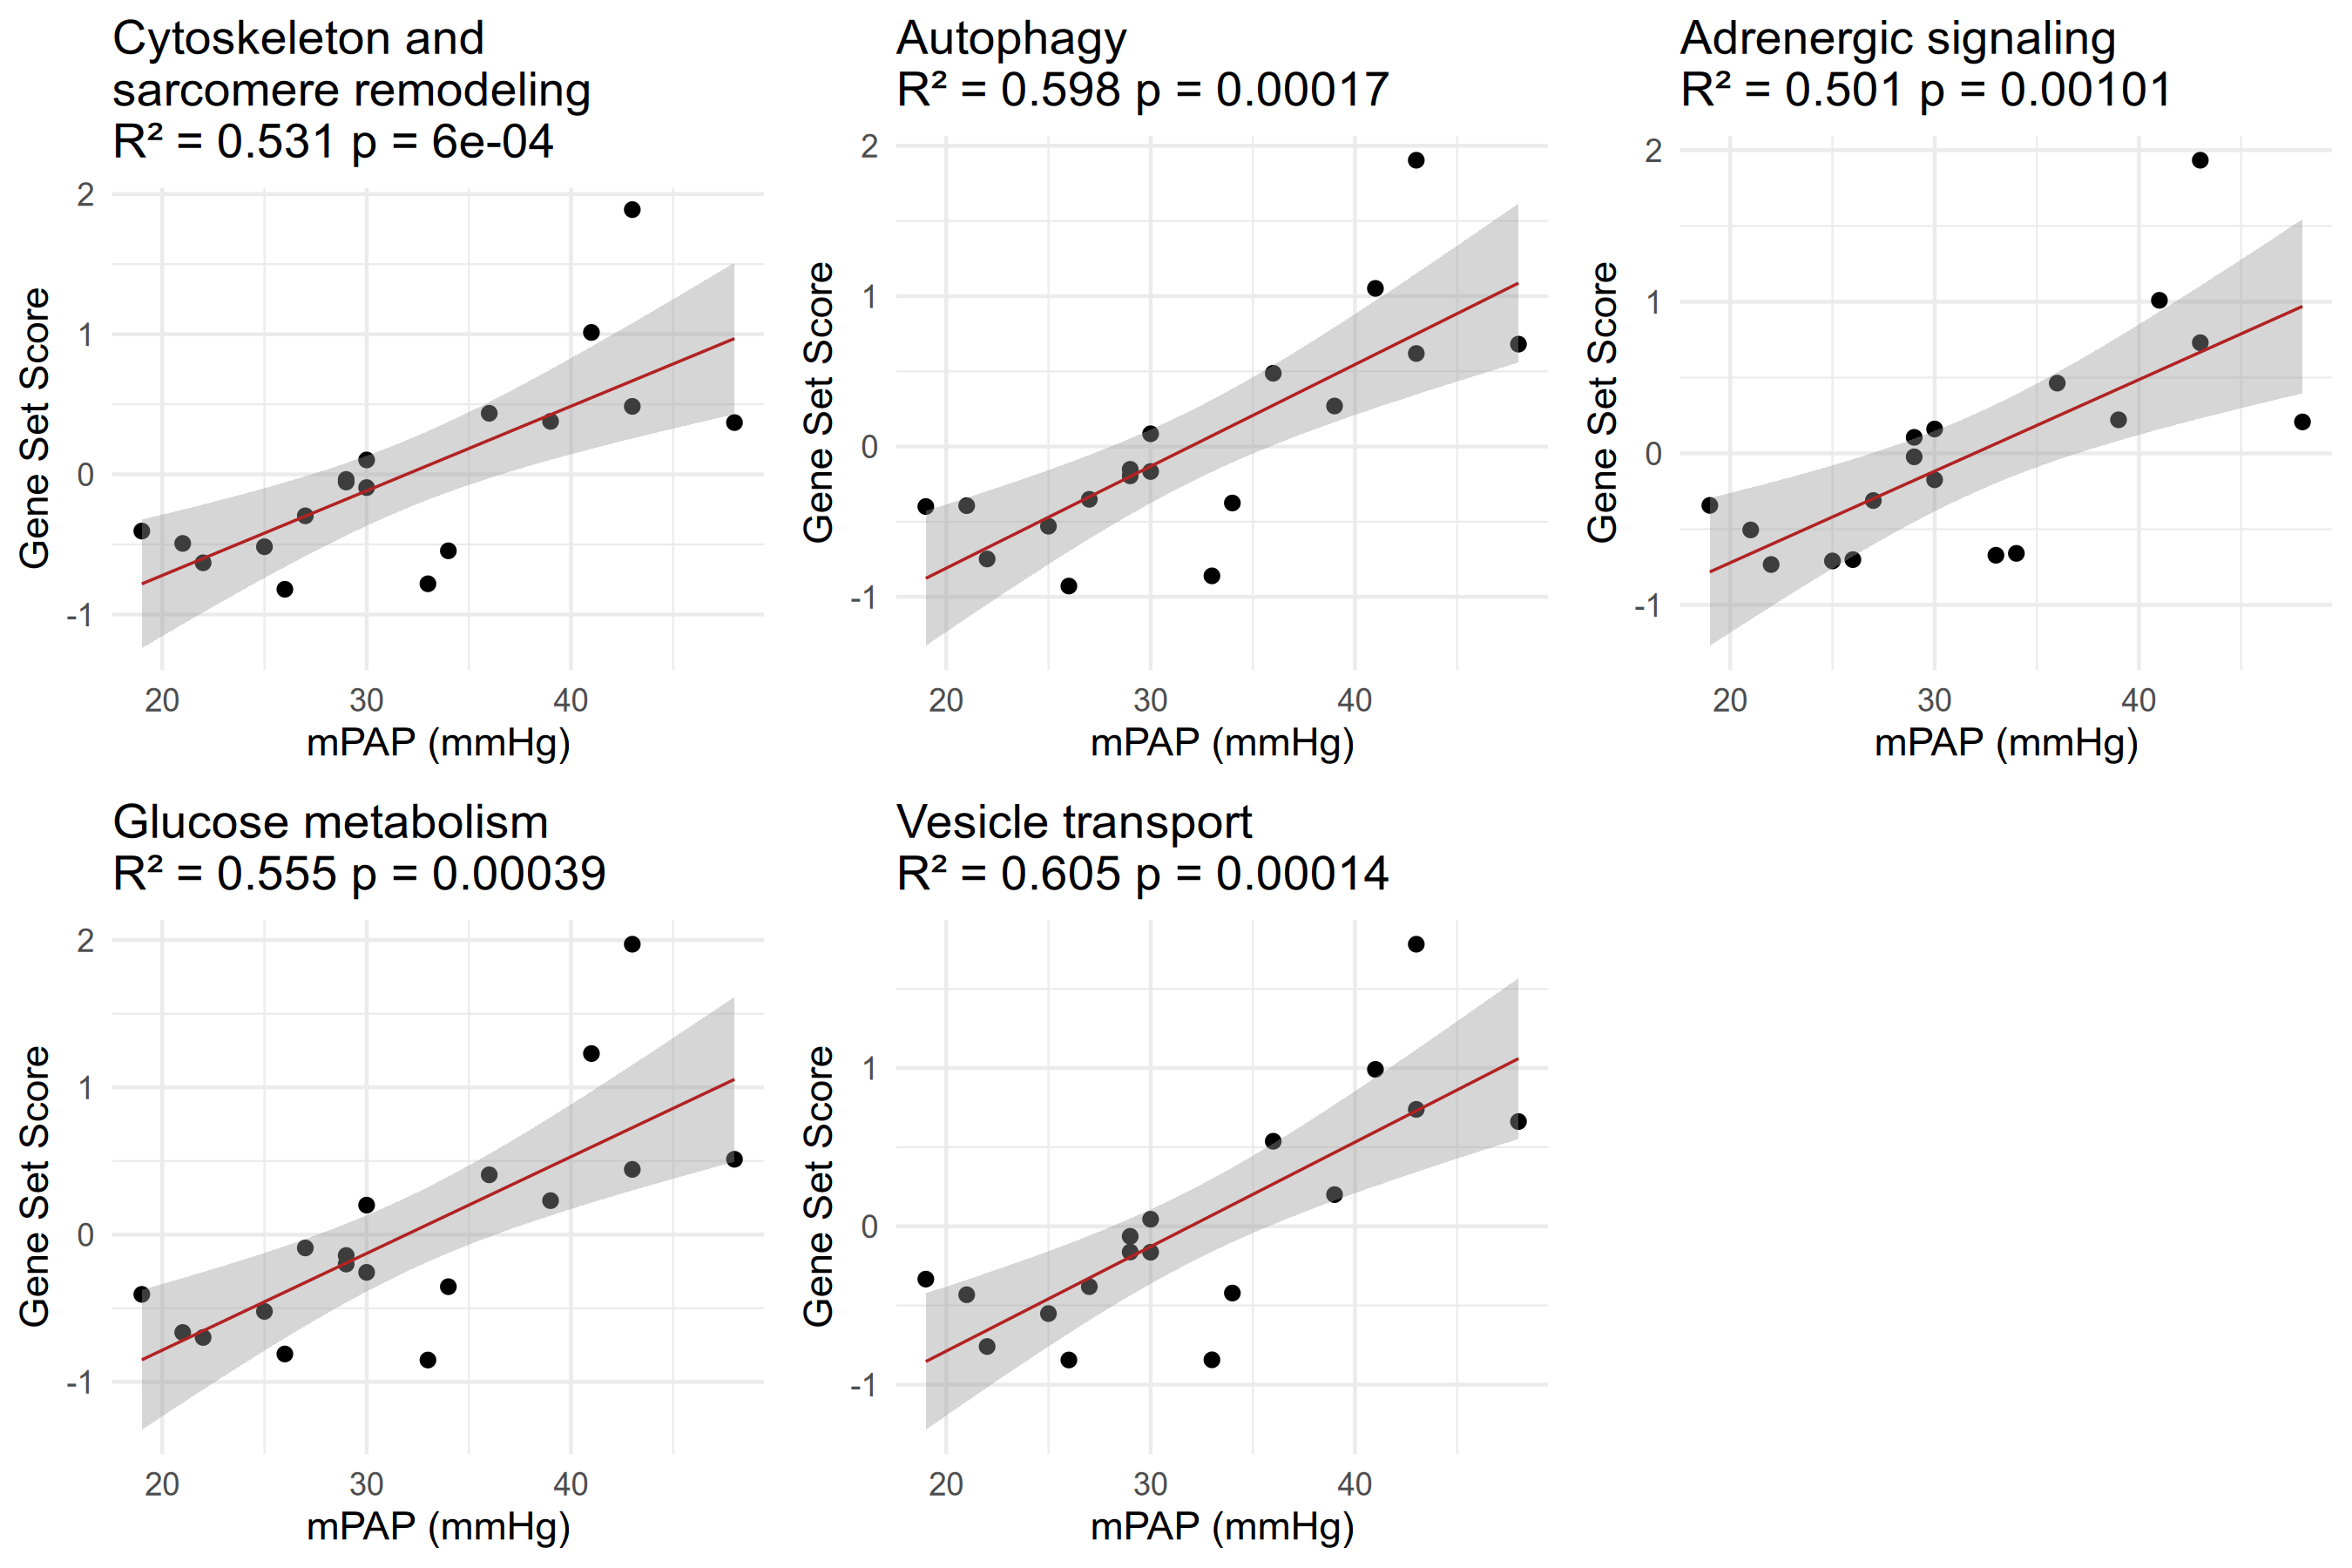 Cytoskeleton and
sarcomere remodeling
R² = 0.531 p = 6e-04
2
1
0
-1
Gene Set Score
20 30 40
mPAP (mmHg)
Autophagy
R² = 0.598 p = 0.00017
2
1
0
-1
Gene Set Score
20 30 40
mPAP (mmHg)
Adrenergic signaling
R² = 0.501 p = 0.00101
2
1
0
-1
Gene Set Score
20 30 40
mPAP (mmHg)
Glucose metabolism
R² = 0.555 p = 0.00039
2
1
0
-1
Gene Set Score
20 30 40
mPAP (mmHg)
Vesicle transport
R² = 0.605 p = 0.00014
1
0
-1
Gene Set Score
20 30 40
mPAP (mmHg)